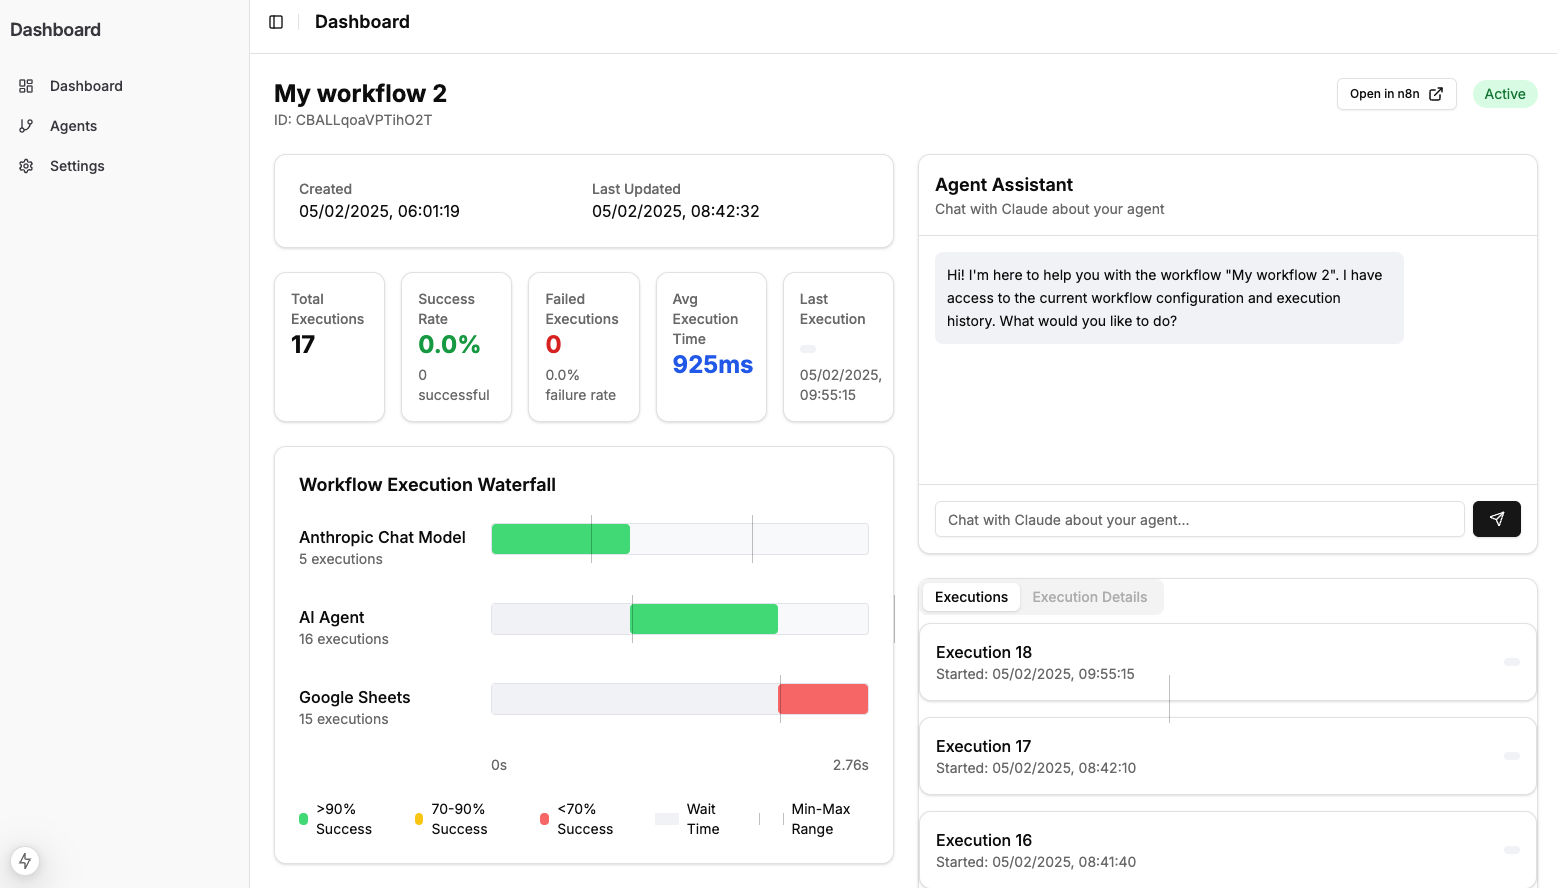 Dashboard
Dashboard
Agents
Settings
Dashboard
My workflow 2
ID: CBALLqoaVPTihO2T
Open in n8n
Active
Created
05/02/2025, 06:01:19
Last Updated
05/02/2025, 08:42:32
Total
Executions
17
Success
Rate
0.0%
0
successful
Failed
Executions
0
0.0%
failure rate
Avg
Execution
Time
925ms
Last
Execution
05/02/2025,
09:55:15
Workflow Execution Waterfall
Anthropic Chat Model
5 executions
AI Agent
16 executions
Google Sheets
15 executions
0s
2.76s
>90%
Success
70-90%
Success
<70%
Success
Wait
Time
Min-Max
Range
Agent Assistant
Chat with Claude about your agent
Hi! I'm here to help you with the workflow "My workflow 2". I have
access to the current workflow configuration and execution
history. What would you like to do?
Chat with Claude about your agent...
Executions
Execution Details
Execution 18
Started: 05/02/2025, 09:55:15
Execution 17
Started: 05/02/2025, 08:42:10
Execution 16
Started: 05/02/2025, 08:41:40